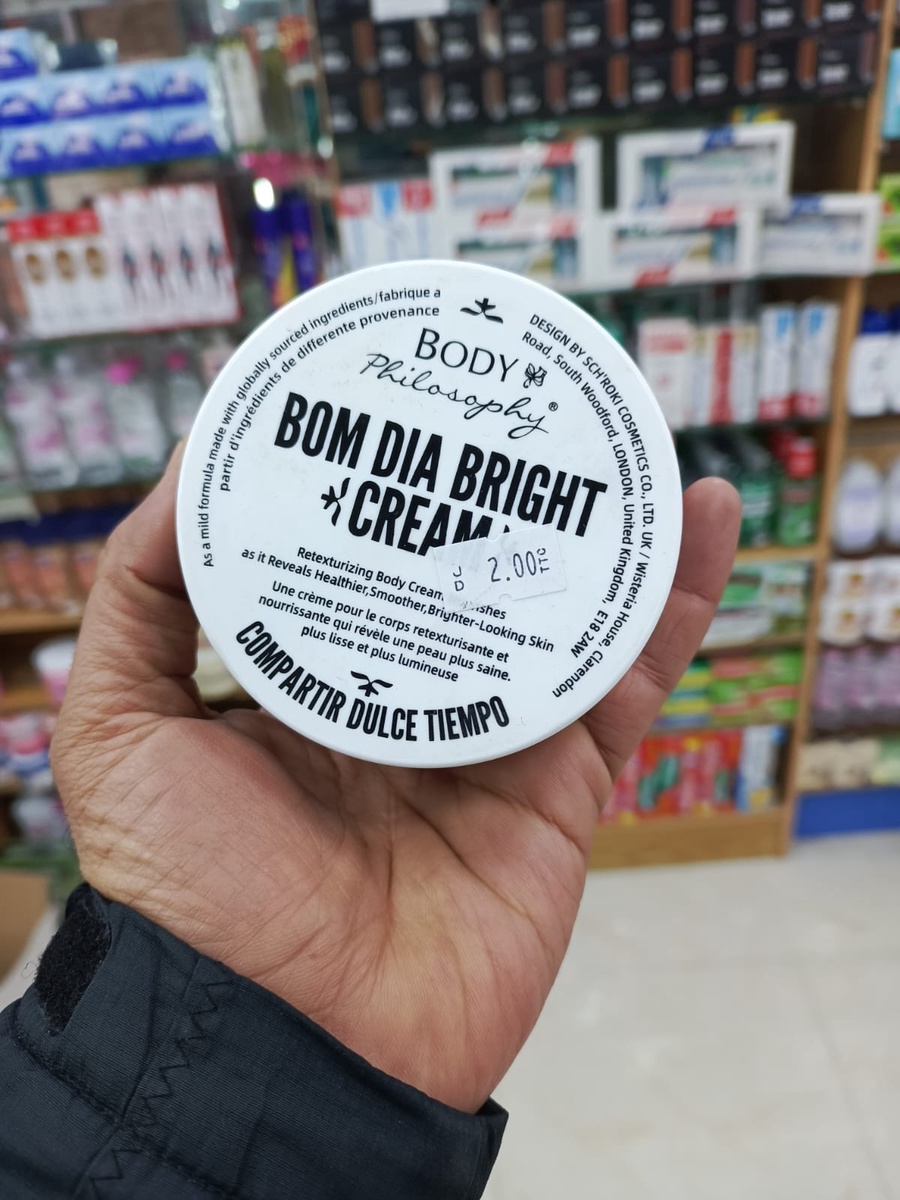 As a mild formula made with globally sourced ingredients/fabrique a
partir d'ingrédients de differente provenance
DESIGN BY SCH'ROKI COSMETICS CO., LTD. UK / Wisteria House Clarendon
Road, South Woodford, LONDON, United Kingdom, E18 2AW
BODY
Philosophy®
BOM DIA BRIGHT
CREAM
JD 2.00
Retexturizing Body Cream
as it Reveals Healthier,Smoother,Brighter-Looking Skin
Une crème pour le corps retexturisante et
nourrissante qui révèle une peau plus saine.
plus lisse et plus lumineuse
COMPARTIR DULCE TIEMPO